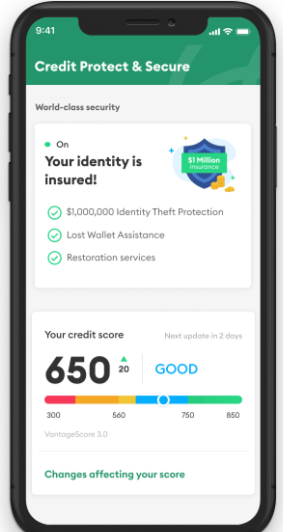 9:41
Credit Protect & Secure
World-class security
On
Your identity is
insured!
$1 Million
insurance
$1,000,000 Identity Theft Protection
Lost Wallet Assistance
Restoration services
Your credit score
Next update in 2 days
650 20 GOOD
300 560 750 850
VantageScore 3.0
Changes affecting your score